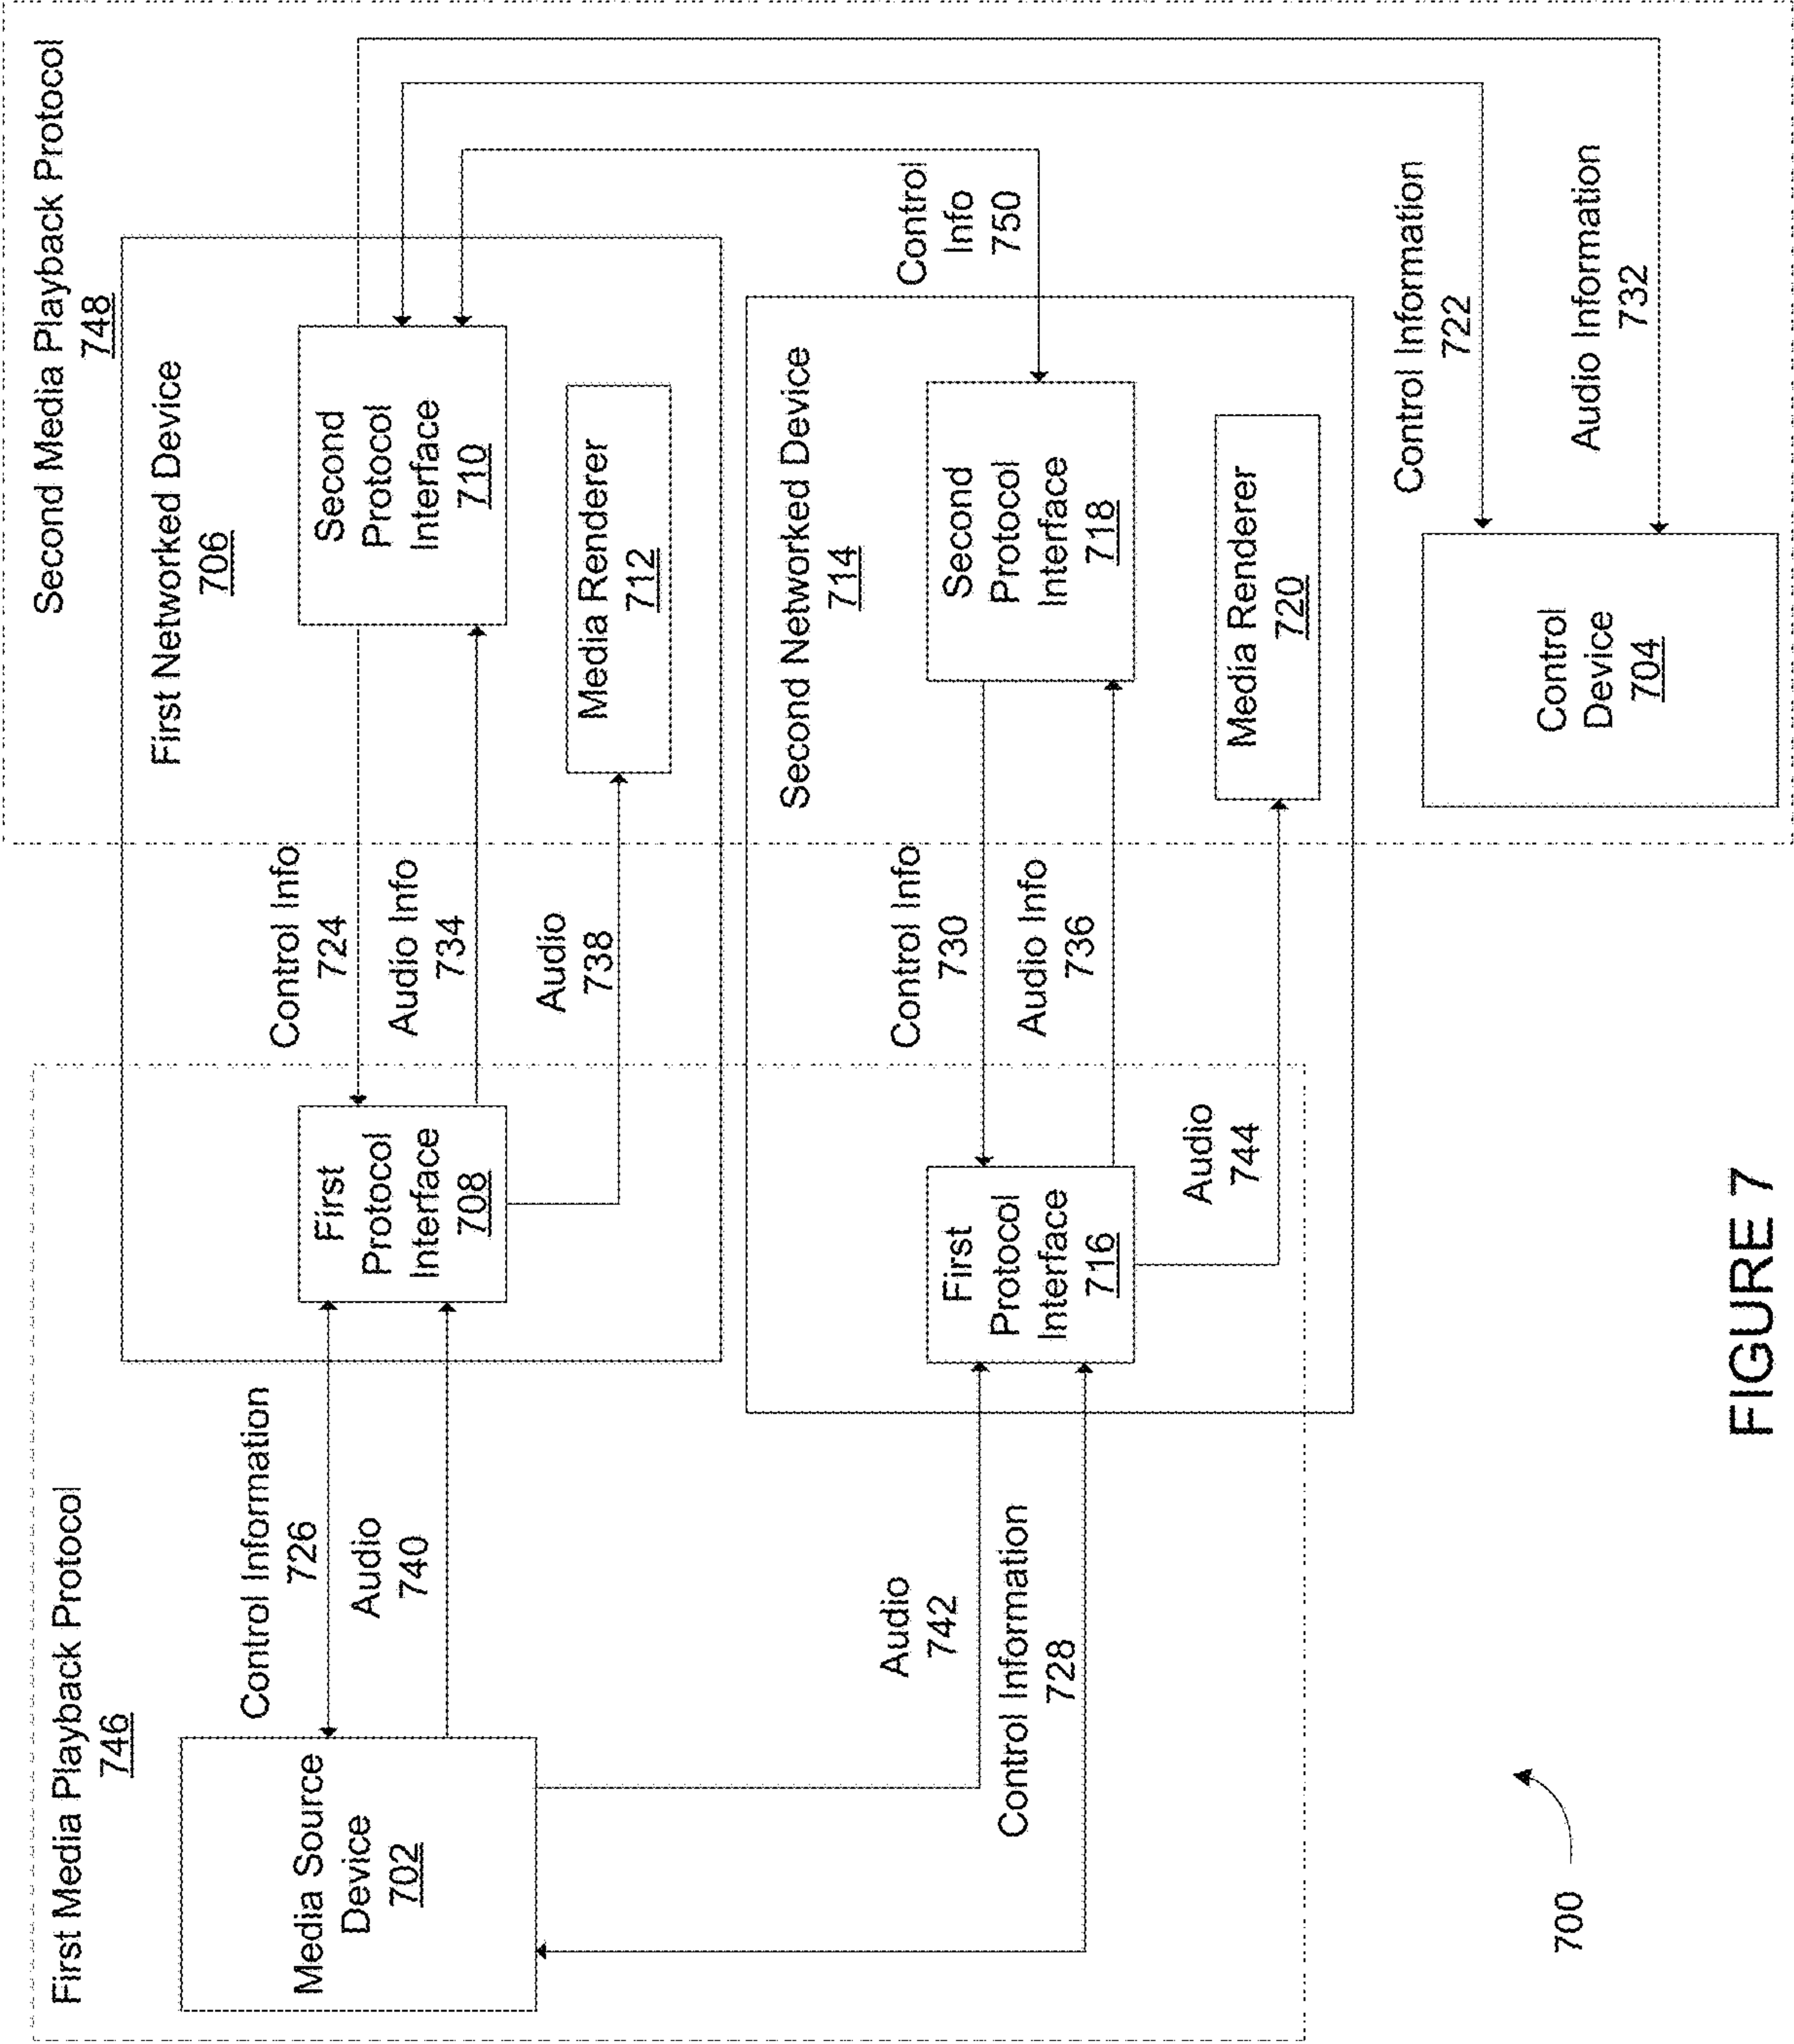 First Media Playback Protocol
746
Second Media Playback Protocol
748
Media Source
Device
702
Control Information
726
Audio
740
First Networked Device
706
First
Protocol
Interface
708
Control Info
724
Audio Info
734
Audio
738
Second
Protocol
Interface
710
Media Renderer
712
Control
Info
750
Audio
742
Control Information
728
Second Networked Device
714
First
Protocol
Interface
716
Control Info
730
Audio Info
736
Audio
744
Second
Protocol
Interface
718
Media Renderer
720
Control Information
722
Audio Information
732
Control
Device
704
700
FIGURE 7